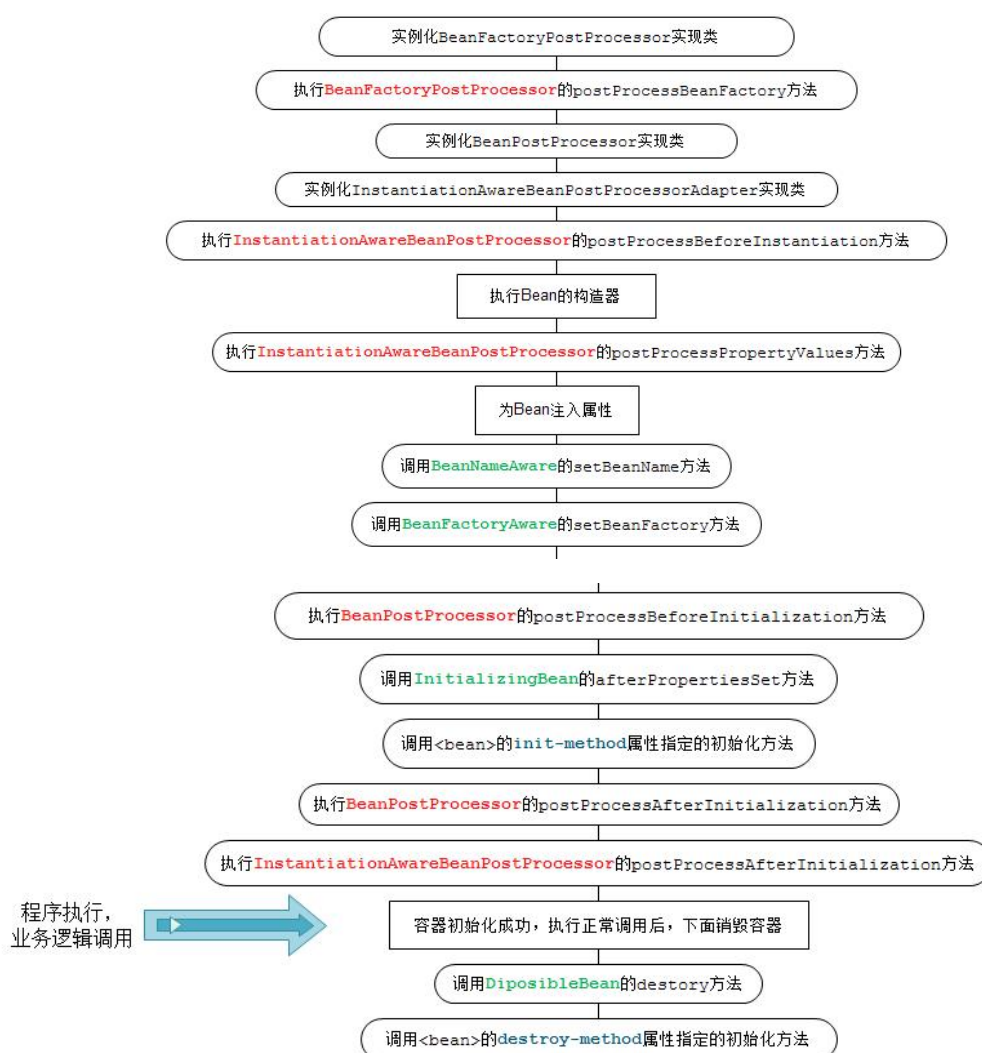 实例化BeanFactoryPostProcessor实现类
执行BeanFactoryPostProcessor的postProcessBeanFactory方法
实例化BeanPostProcessor实现类
实例化InstantiationAwareBeanPostProcessorAdapter实现类
执行InstantiationAwareBeanPostProcessor的postProcessBeforeInstantiation方法
执行Bean的构造器
执行InstantiationAwareBeanPostProcessor的postProcessPropertyValues方法
为Bean注入属性
调用BeanNameAware的setBeanName方法
调用BeanFactoryAware的setBeanFactory方法
执行BeanPostProcessor的postProcessBeforeInitialization方法
调用InitializingBean的afterPropertiesSet方法
调用<bean>的init-method属性指定的初始化方法
执行BeanPostProcessor的postProcessAfterInitialization方法
执行InstantiationAwareBeanPostProcessor的postProcessAfterInitialization方法
程序执行，
业务逻辑调用
容器初始化成功，执行正常调用后，下面销毁容器
调用DiposibleBean的destory方法
调用<bean>的destroy-method属性指定的初始化方法